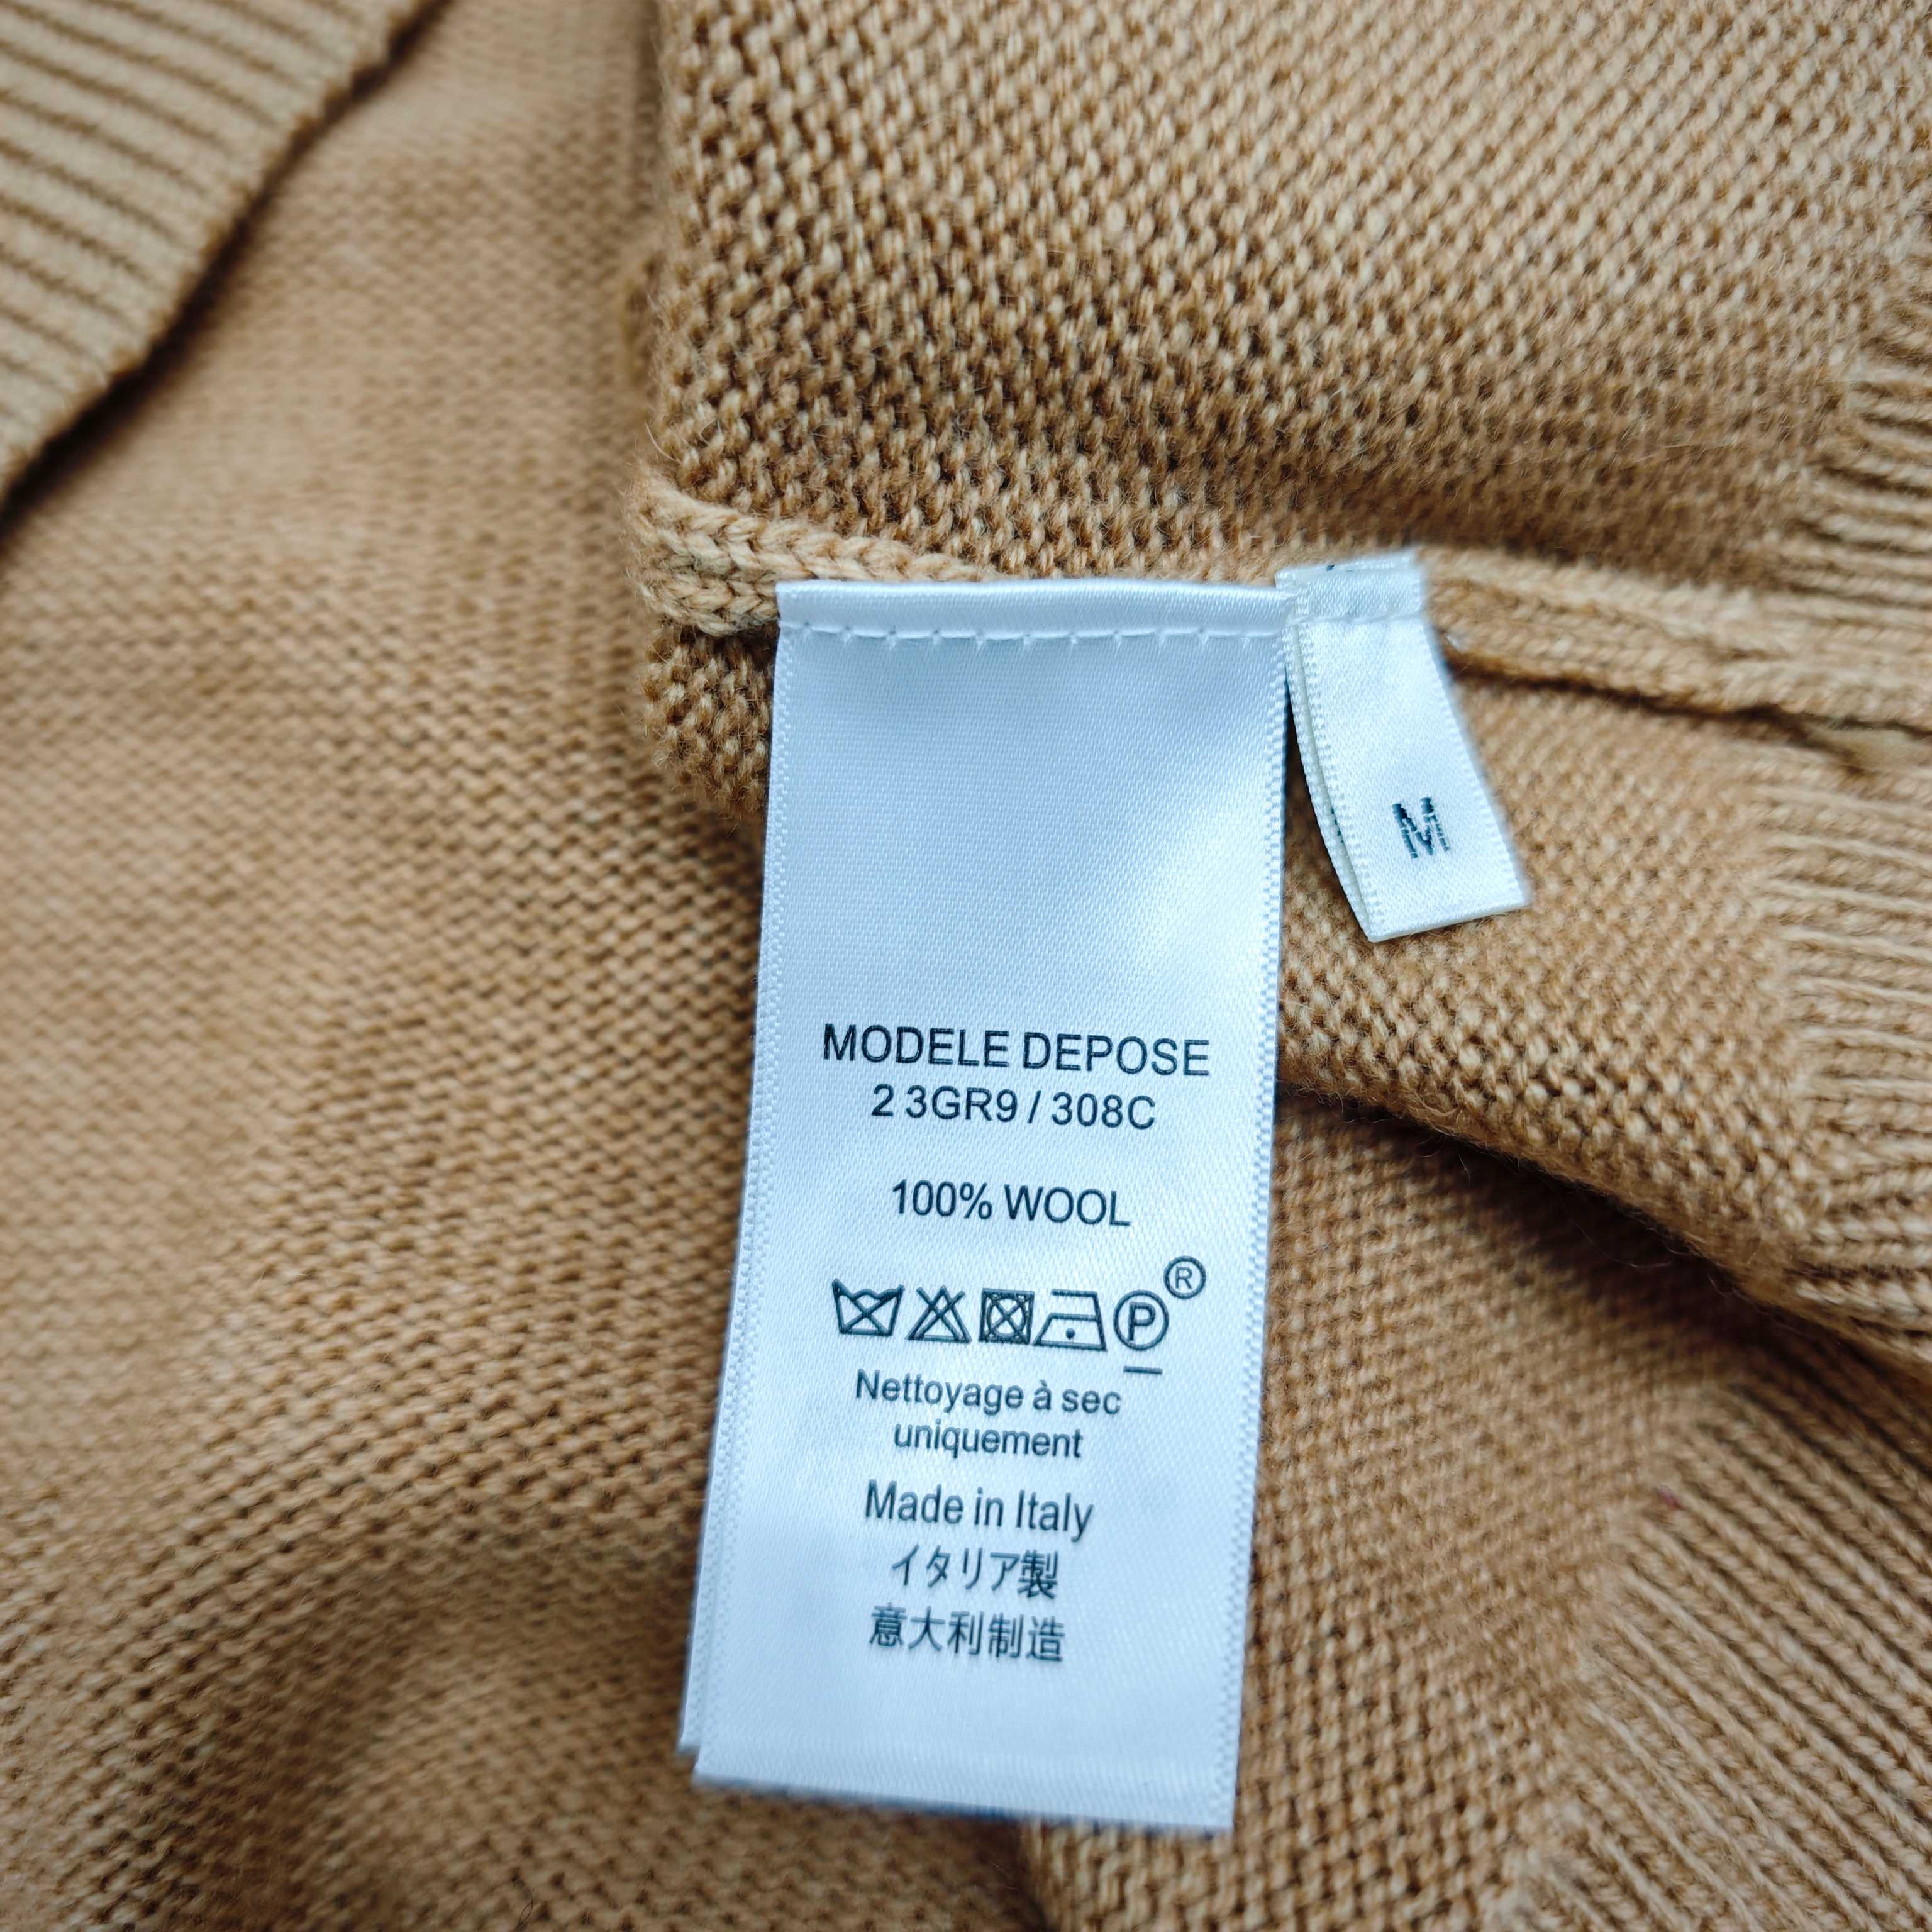 M
MODELE DEPOSE
2 3GR9 / 308C
100% WOOL
P ®
Nettoyage à sec
uniquement
Made in Italy
イタリア製
意大利制造